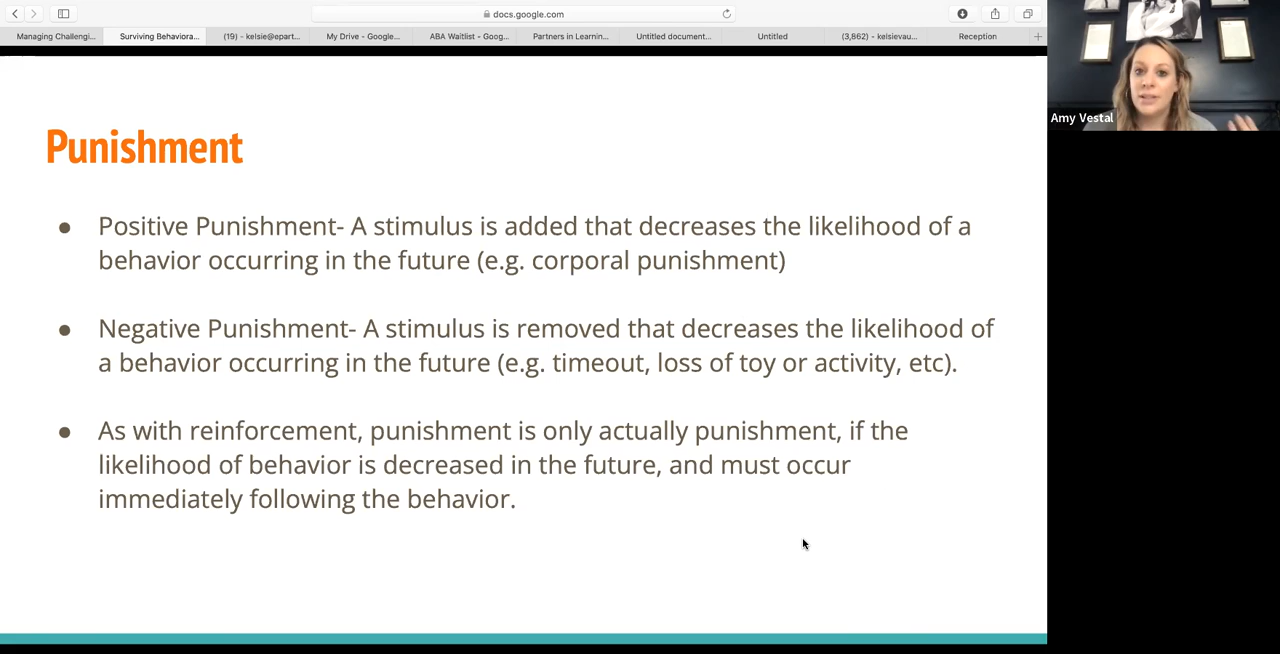 docs.google.com
Managing Challengi...
Surviving Behaviora...
(19) - kelsie@epart...
My Drive - Google...
ABA Waitlist - Goog...
Partners in Learnin...
Untitled document...
Untitled
(3,862) - kelsievau...
Reception
Amy Vestal
Punishment
● Positive Punishment- A stimulus is added that decreases the likelihood of a
behavior occurring in the future (e.g. corporal punishment)
● Negative Punishment- A stimulus is removed that decreases the likelihood of
a behavior occurring in the future (e.g. timeout, loss of toy or activity, etc).
● As with reinforcement, punishment is only actually punishment, if the
likelihood of behavior is decreased in the future, and must occur
immediately following the behavior.